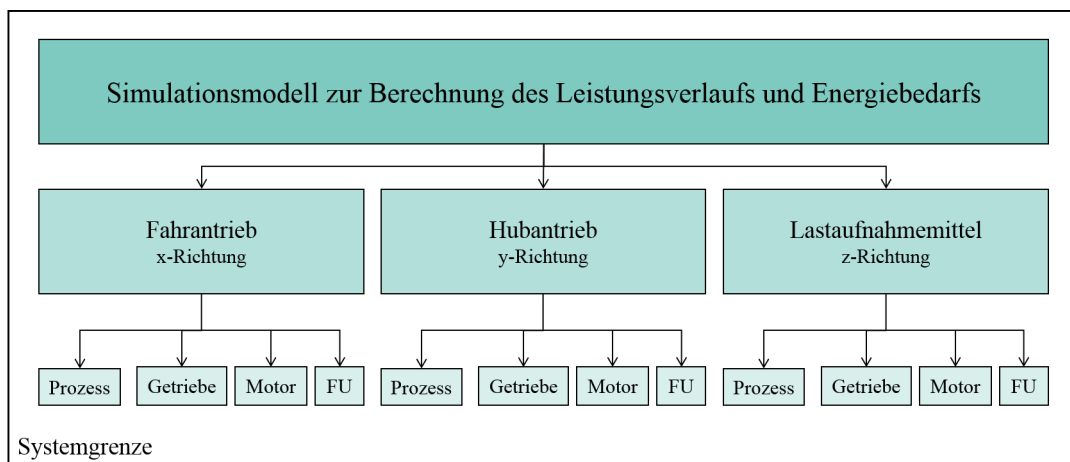 Simulationsmodell zur Berechnung des Leistungsverlaufs und Energiebedarfs
Fahrantrieb
x-Richtung
Hubantrieb
y-Richtung
Lastaufnahmemittel
z-Richtung
Prozess
Getriebe
Motor
FU
Prozess
Getriebe
Motor
FU
Prozess
Getriebe
Motor
FU
Systemgrenze